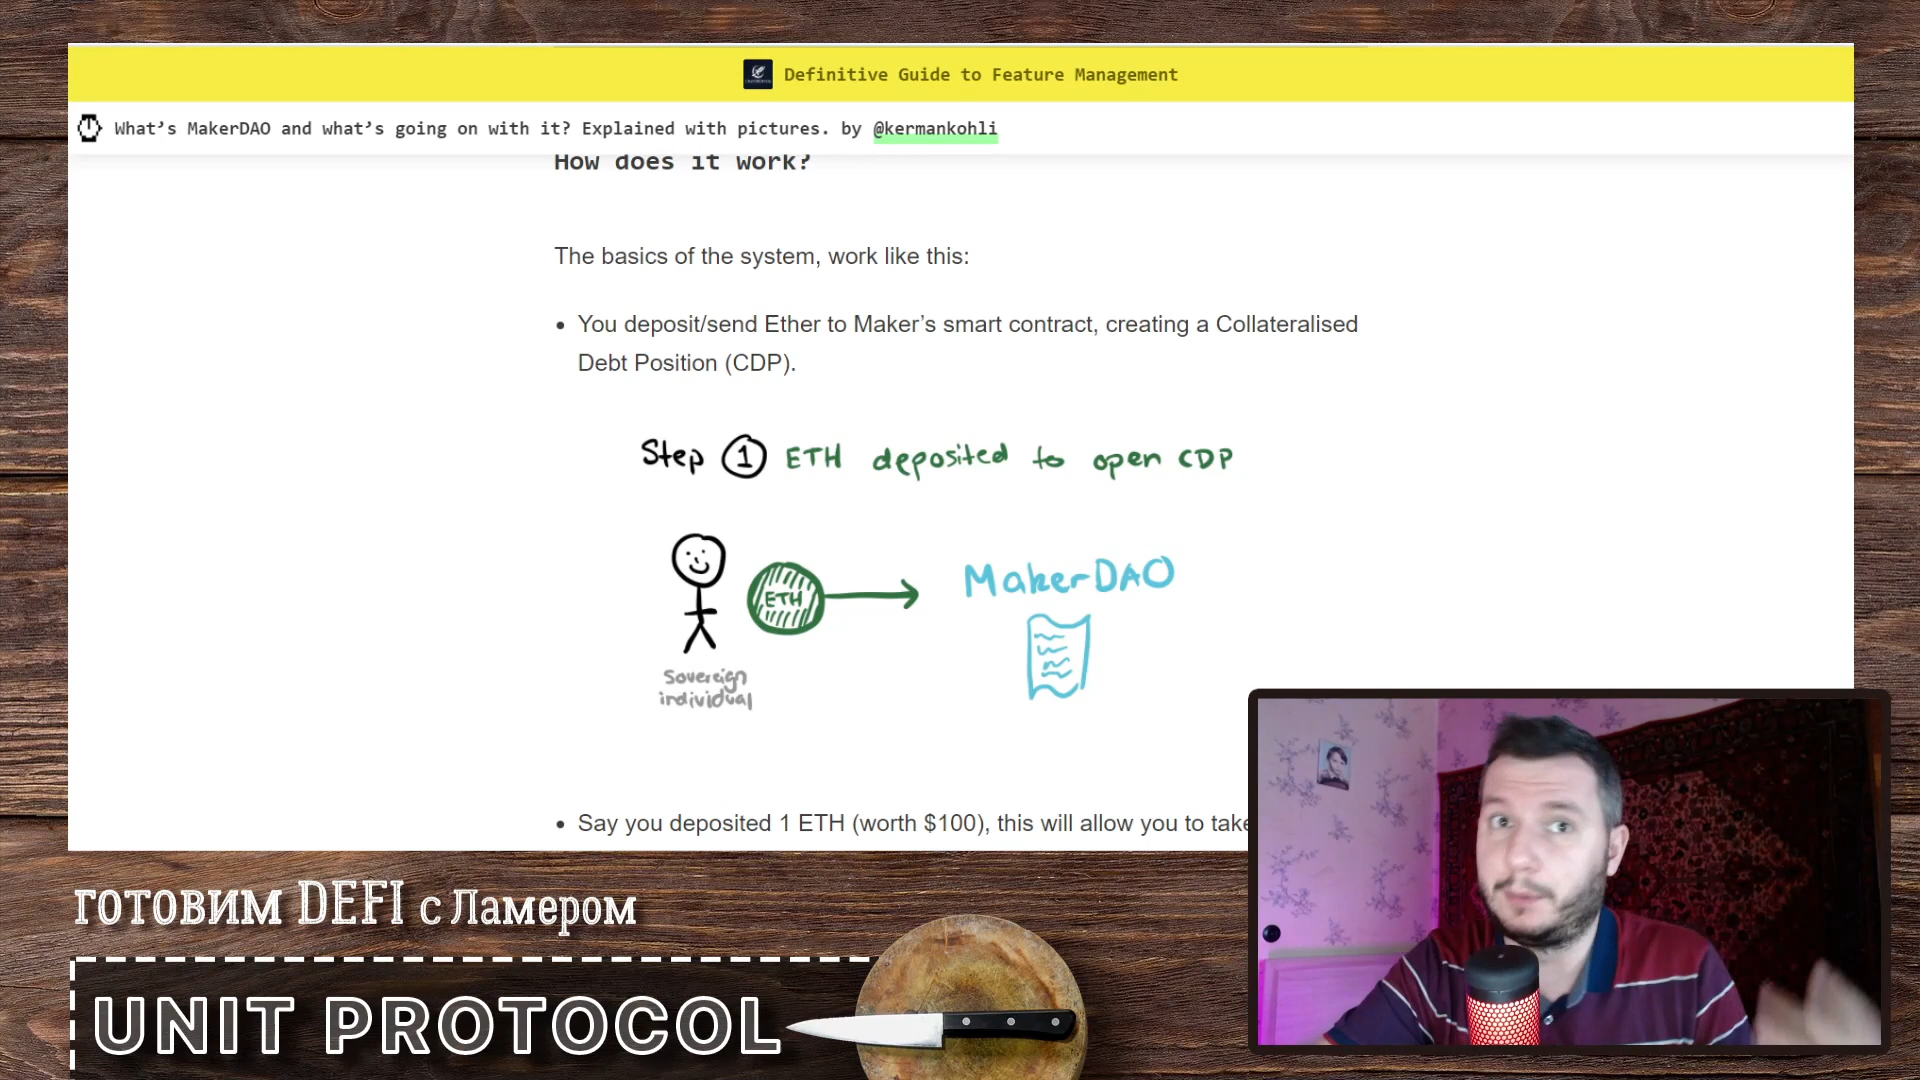 Definitive Guide to Feature Management
What’s MakerDAO and what’s going on with it? Explained with pictures. by @kermankohli
How does it work?
The basics of the system, work like this:
You deposit/send Ether to Maker’s smart contract, creating a Collateralised
Debt Position (CDP).
Step 1 ETH deposited to open CDP
ETH
MakerDAO
Sovereign
individual
Say you deposited 1 ETH (worth $100), this will allow you to take
готовим DEFI с Ламером
UNIT PROTOCOL